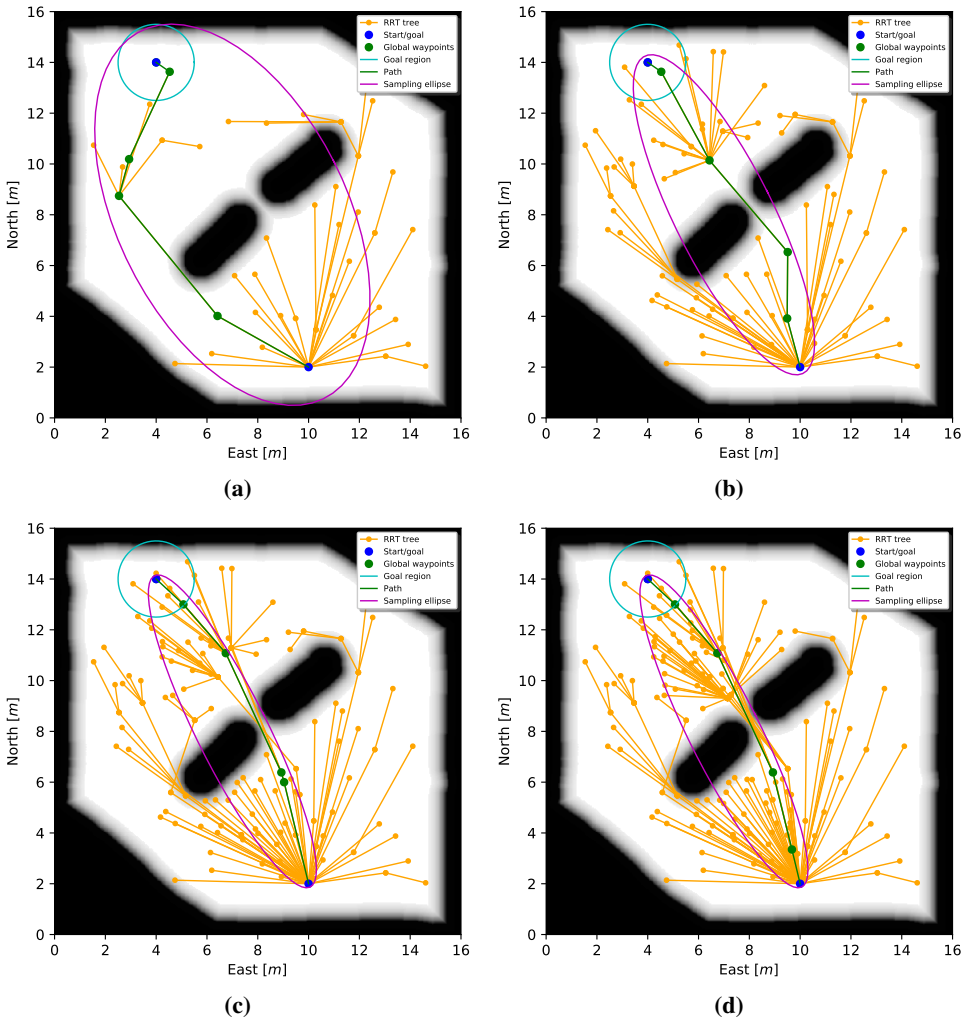 16
14
12
10
8
6
4
2
0
North [m]
0 2 4 6 8 10 12 14 16
East [m]
RRT tree
Start/goal
Global waypoints
Goal region
Path
Sampling ellipse
(a)
16
14
12
10
8
6
4
2
0
North [m]
0 2 4 6 8 10 12 14 16
East [m]
RRT tree
Start/goal
Global waypoints
Goal region
Path
Sampling ellipse
(b)
16
14
12
10
8
6
4
2
0
North [m]
0 2 4 6 8 10 12 14 16
East [m]
RRT tree
Start/goal
Global waypoints
Goal region
Path
Sampling ellipse
(c)
16
14
12
10
8
6
4
2
0
North [m]
0 2 4 6 8 10 12 14 16
East [m]
RRT tree
Start/goal
Global waypoints
Goal region
Path
Sampling ellipse
(d)